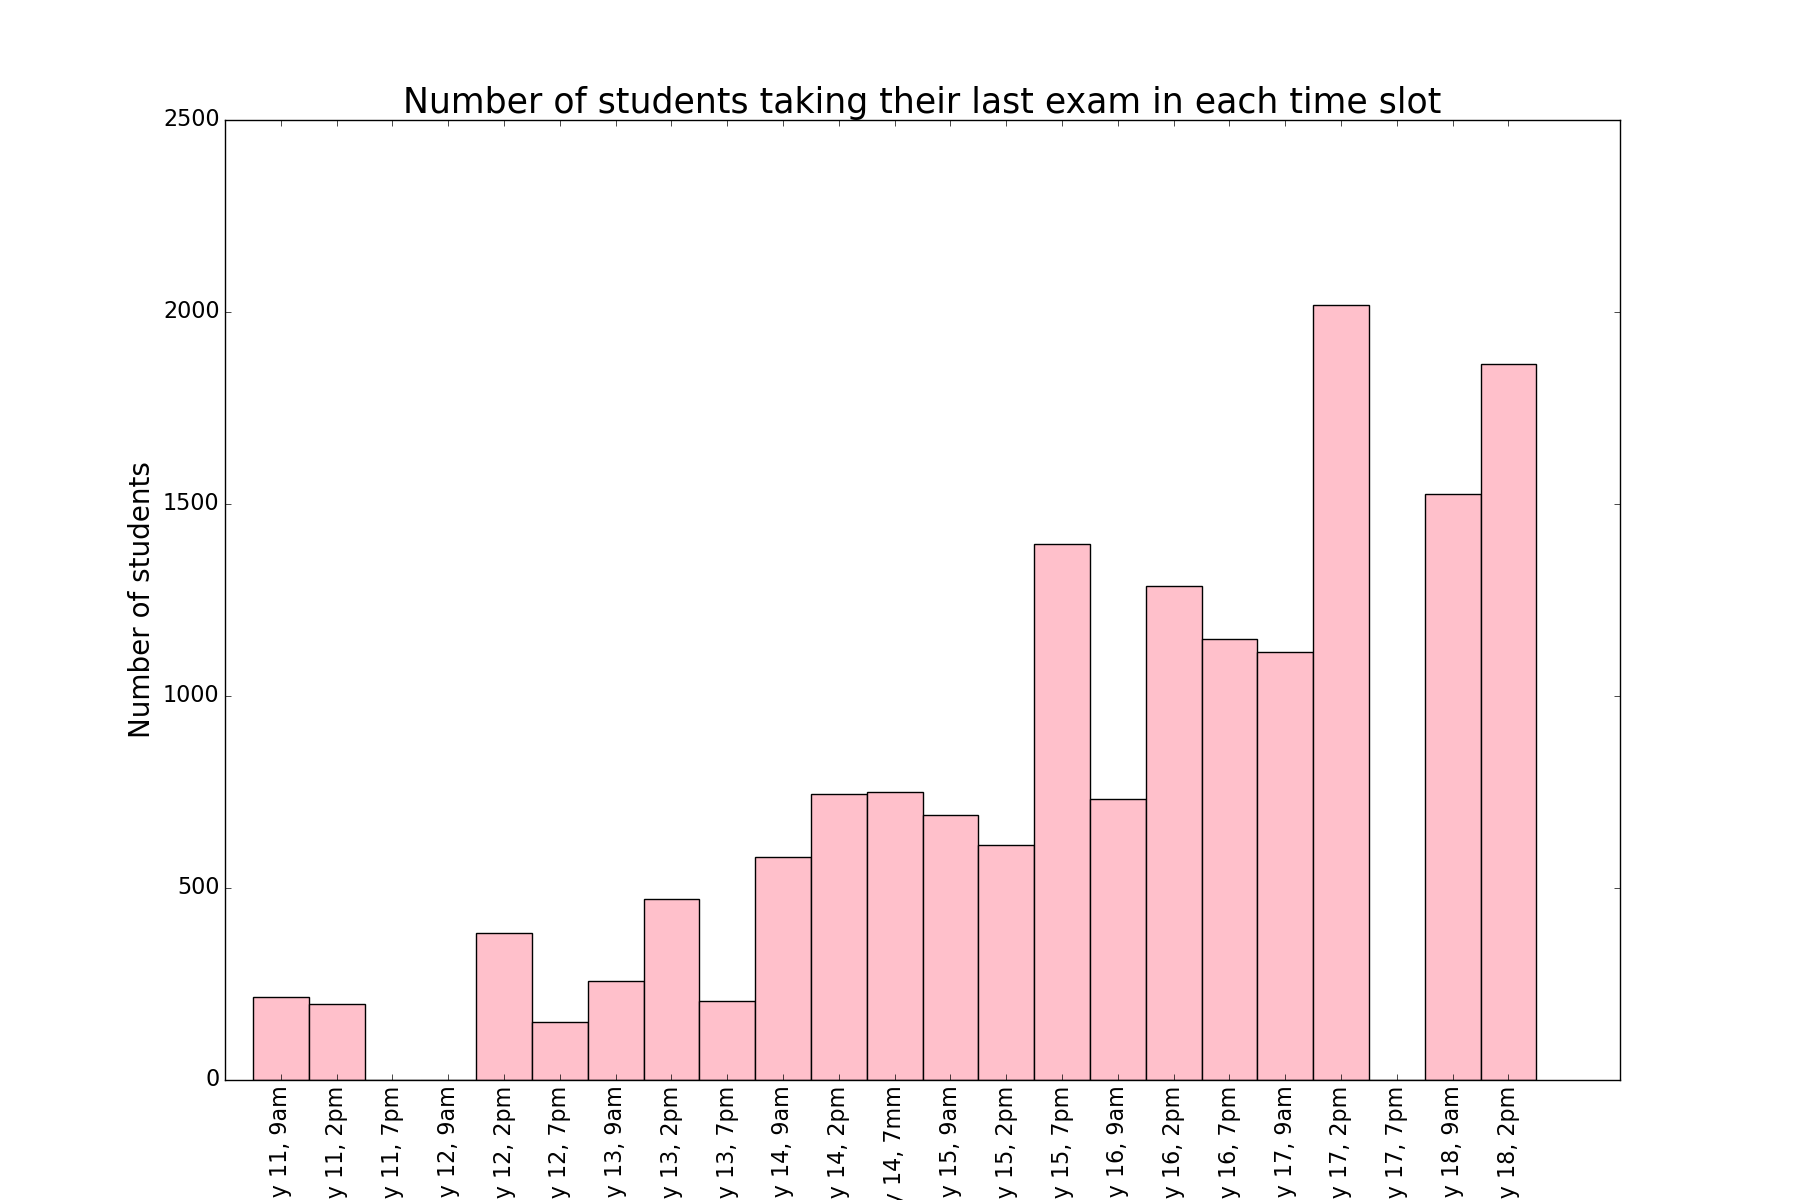 Number of students taking their last exam in each time slot
2500
2000
1500
1000
500
0
Number of students
y 11, 9am
y 11, 2pm
y 11, 7pm
y 12, 9am
y 12, 2pm
y 12, 7pm
y 13, 9am
y 13, 2pm
y 13, 7pm
y 14, 9am
y 14, 2pm
y 14, 7mm
y 15, 9am
y 15, 2pm
y 15, 7pm
y 16, 9am
y 16, 2pm
y 16, 7pm
y 17, 9am
y 17, 2pm
y 17, 7pm
y 18, 9am
y 18, 2pm